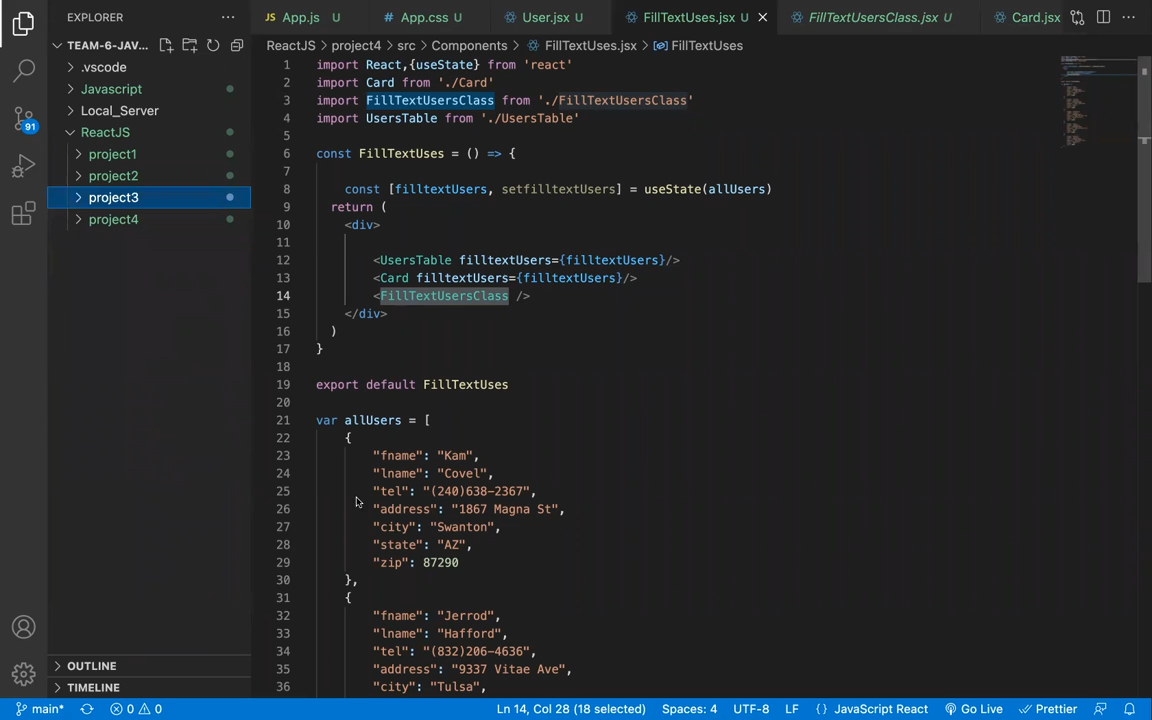 EXPLORER
App.js U
App.css U
User.jsx U
FillTextUses.jsx U
FillTextUsersClass.jsx U
Card.jsx
TEAM-6-JAV...
ReactJS > project4 > src > Components > FillTextUses.jsx > FillTextUses
.vscode
Javascript
Local_Server
ReactJS
project1
project2
project3
project4
OUTLINE
TIMELINE
91
1 import React,{useState} from 'react'
2 import Card from './Card'
3 import FillTextUsersClass from './FillTextUsersClass'
4 import UsersTable from './UsersTable'
5
6 const FillTextUses = () => {
7
8 const [filltextUsers, setfilltextUsers] = useState(allUsers)
9 return (
10 <div>
11
12 <UsersTable filltextUsers={filltextUsers}/>
13 <Card filltextUsers={filltextUsers}/>
14 <FillTextUsersClass />
15 </div>
16 )
17 }
18
19 export default FillTextUses
20
21 var allUsers = [
22 {
23 "fname": "Kam",
24 "lname": "Covel",
25 "tel": "(240)638-2367",
26 "address": "1867 Magna St",
27 "city": "Swanton",
28 "state": "AZ",
29 "zip": 87290
30 },
31 {
32 "fname": "Jerrod",
33 "lname": "Hafford",
34 "tel": "(832)206-4636",
35 "address": "9337 Vitae Ave",
36 "city": "Tulsa",
main* 0 0 Ln 14, Col 28 (18 selected) Spaces: 4 UTF-8 LF {} JavaScript React Go Live Prettier